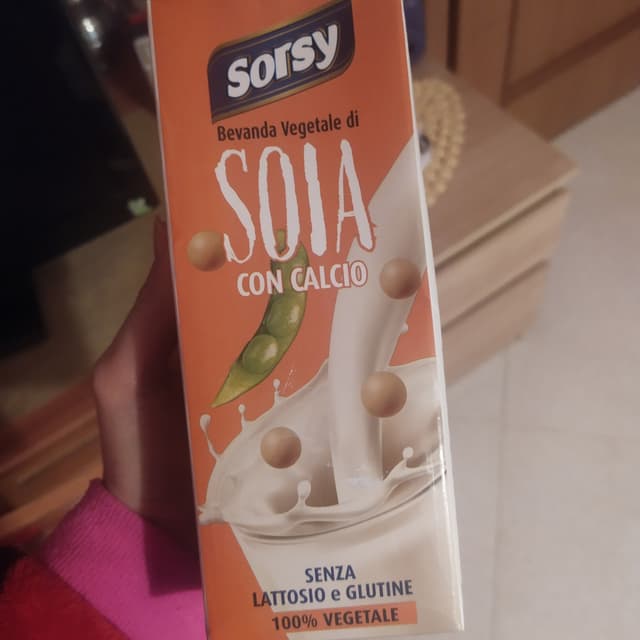 Sorsy
Bevanda Vegetale di
SOIA
CON CALCIO
SENZA
LATTOSIO e GLUTINE
100% VEGETALE